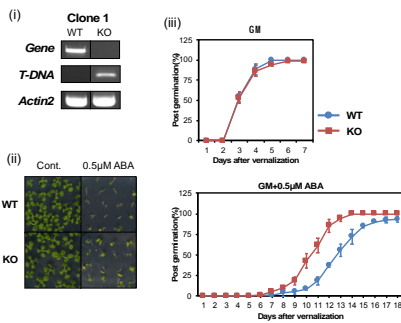 (i)
Clone 1
WT KO
Gene
T-DNA
Actin2
(ii)
Cont. 0.5µM ABA
WT
KO
(iii)
GM
Post germination(%)
125
100
75
50
25
0
1 2 3 4 5 6 7
Days after vernalization
WT
KO
GM+0.5µM ABA
Post germination(%)
125
100
75
50
25
0
1 2 3 4 5 6 7 8 9 10 11 12 13 14 15 16 17 18
Days after vernalization